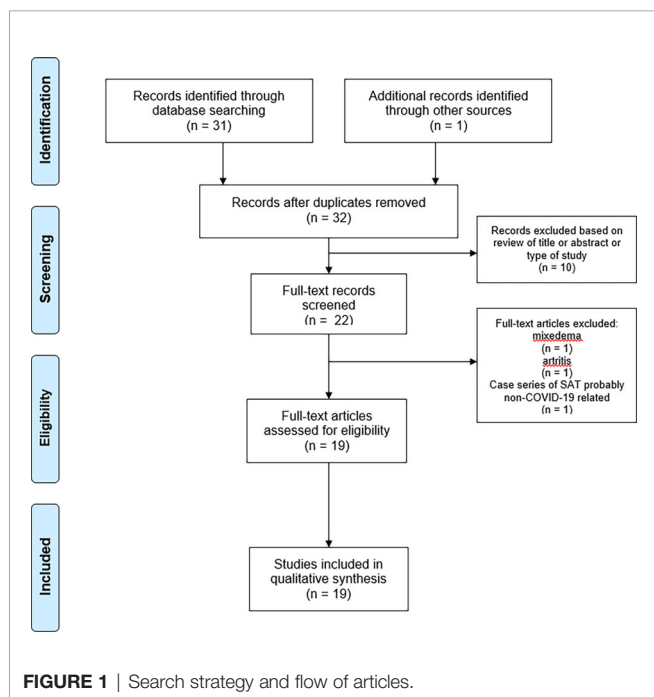 Identification
Records identified through
database searching
(n = 31)
Additional records identified
through other sources
(n = 1)
Records after duplicates removed
(n = 32)
Screening
Records excluded based on
review of title or abstract or
type of study
(n = 10)
Full-text records
screened
(n = 22)
Full-text articles excluded:
mixedema
(n = 1)
artritis
(n = 1)
Case series of SAT probably
non-COVID-19 related
(n = 1)
Eligibility
Full-text articles
assessed for eligibility
(n = 19)
Included
Studies included in
qualitative synthesis
(n = 19)
FIGURE 1 | Search strategy and flow of articles.